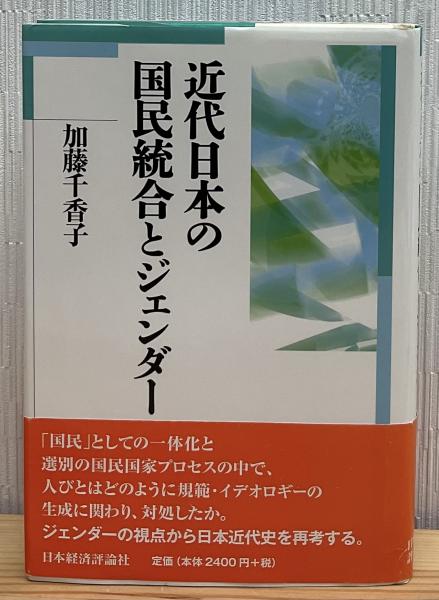 近代日本の
国民統合とジェンダー
加藤千香子
「国民」としての一体化と
選別の国民国家プロセスの中で、
人びとはどのように規範・イデオロギーの
生成に関わり、対処したか。
ジェンダーの視点から日本近代史を再考する。
日本経済評論社 定価（本体2400円+税）